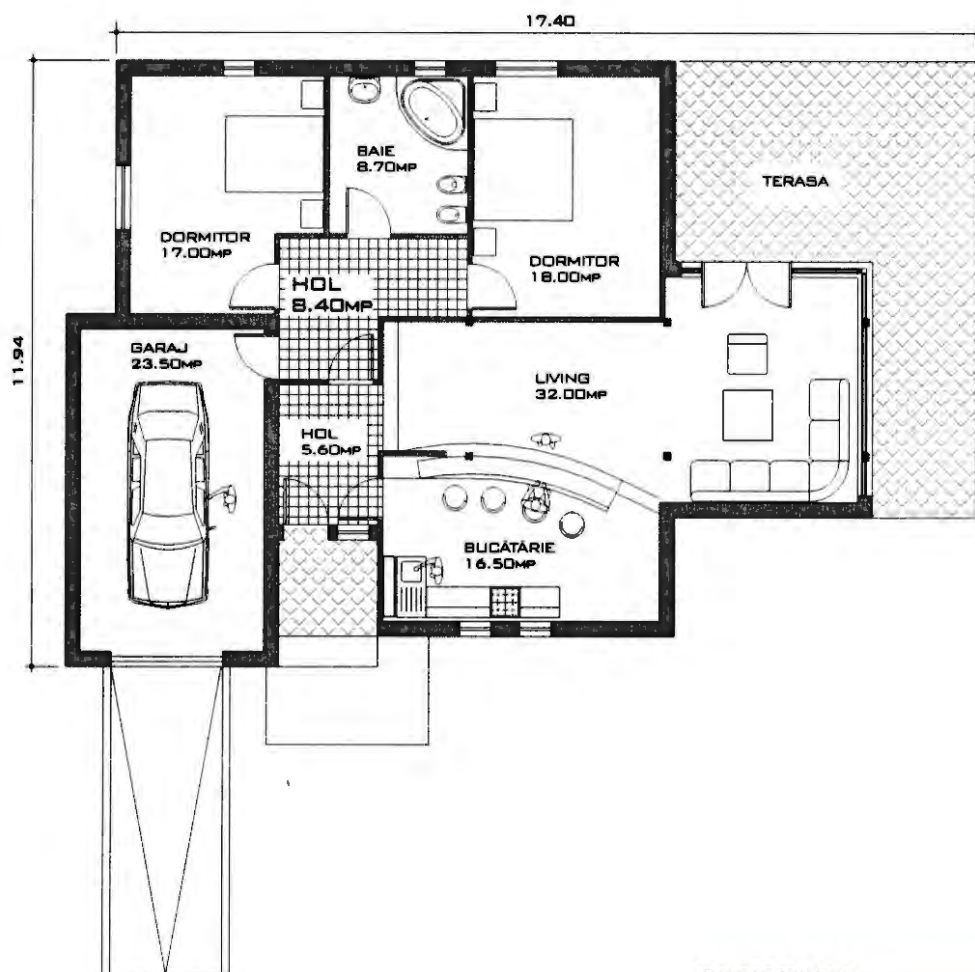 17.40
11.94
BAIE
8.70MP
TERASA
DORMITOR
17.00MP
DORMITOR
18.00MP
HOL
8.40MP
GARAJ
23.50MP
LIVING
32.00MP
HOL
5.60MP
BUCĂTĂRIE
16.50MP